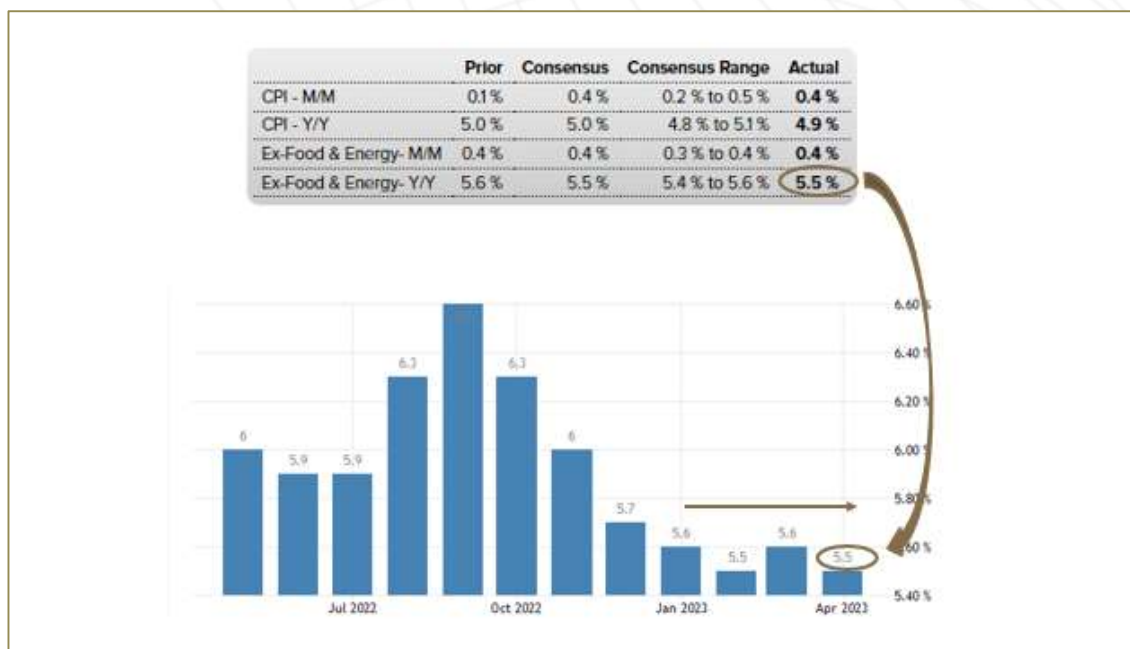 Prior Consensus Consensus Range Actual
CPI - M/M 0.1 % 0.4 % 0.2 % to 0.5 % 0.4 %
CPI - Y/Y 5.0 % 5.0 % 4.8 % to 5.1 % 4.9 %
Ex-Food & Energy- M/M 0.4 % 0.4 % 0.3 % to 0.4 % 0.4 %
Ex-Food & Energy- Y/Y 5.6 % 5.5 % 5.4 % to 5.6 % 5.5 %
6.60 %
6.40 %
6.20 %
6.00 %
5.80 %
.60 %
5.40 %
6
5.9
5.9
6.3
6.3
6
5.7
5.6
5.5
5.6
5.5
Jul 2022
Oct 2022
Jan 2023
Apr 2023